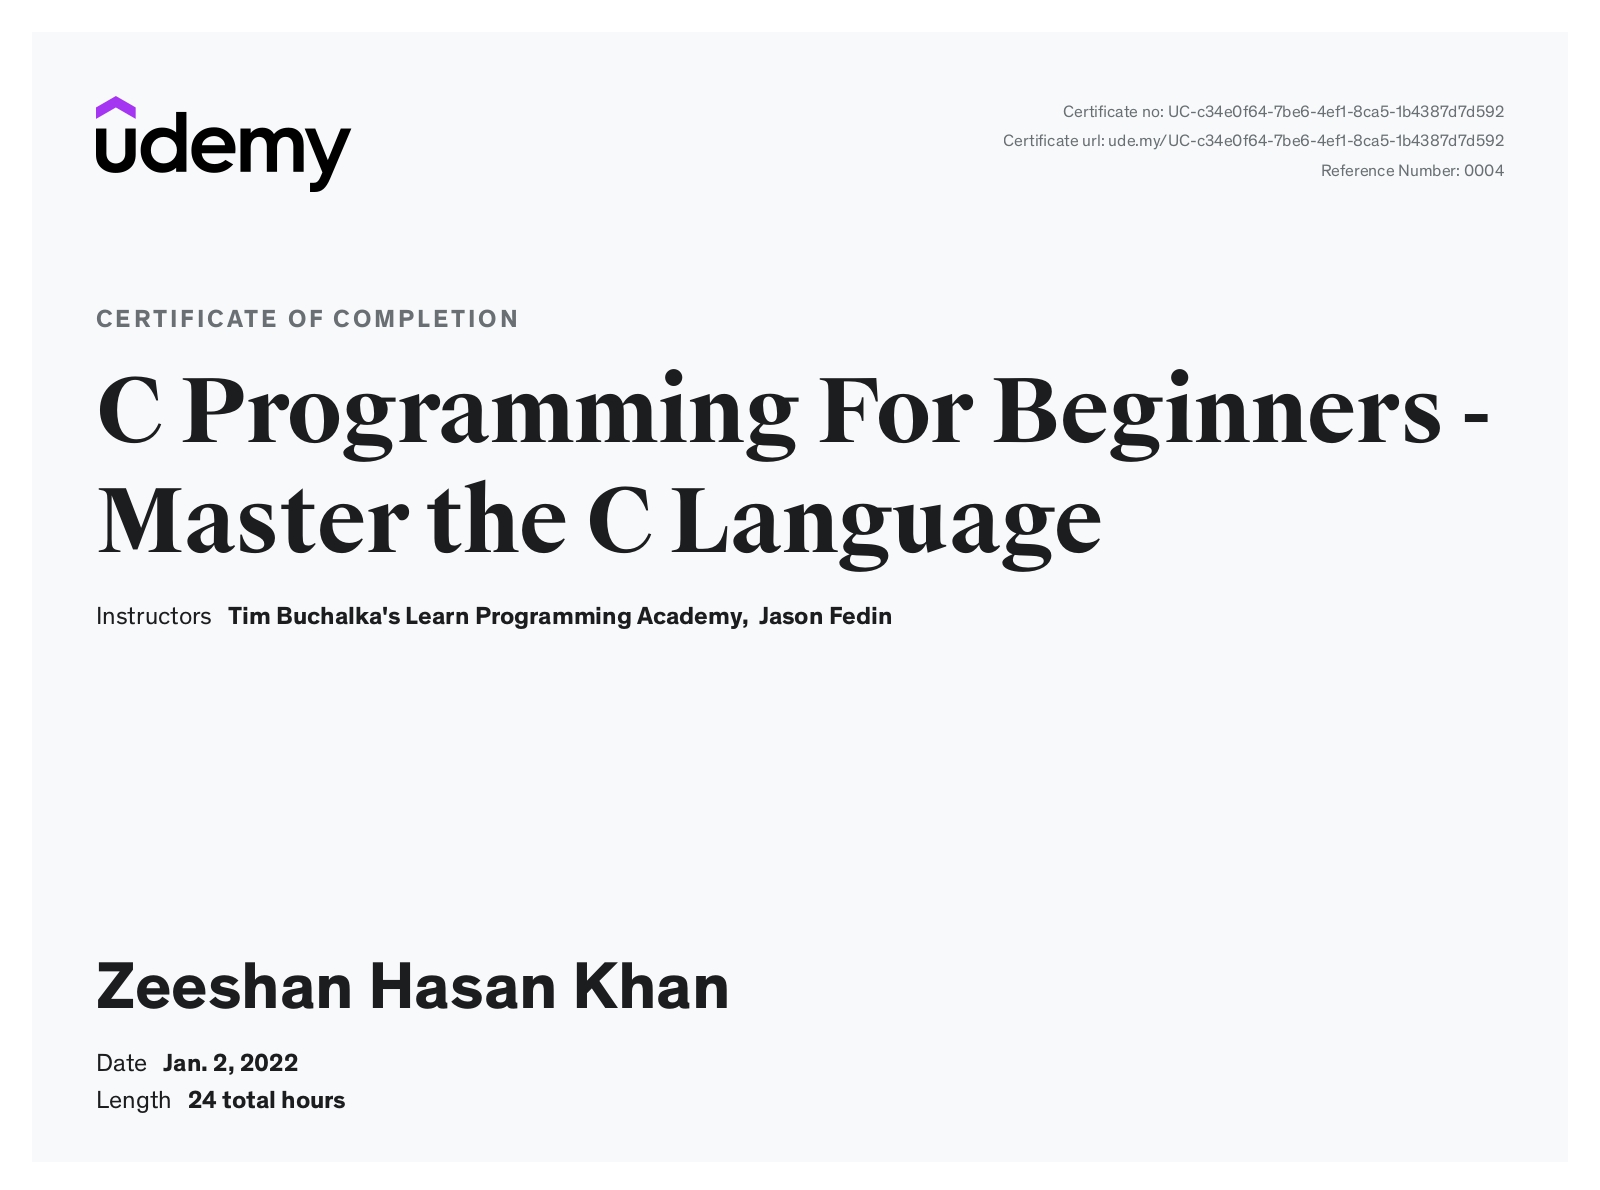 udemy
Certificate no: UC-c34e0f64-7be6-4ef1-8ca5-1b4387d7d592
Certificate url: ude.my/UC-c34e0f64-7be6-4ef1-8ca5-1b4387d7d592
Reference Number: 0004
CERTIFICATE OF COMPLETION
C Programming For Beginners -
Master the C Language
Instructors Tim Buchalka's Learn Programming Academy, Jason Fedin
Zeeshan Hasan Khan
Date Jan. 2, 2022
Length 24 total hours